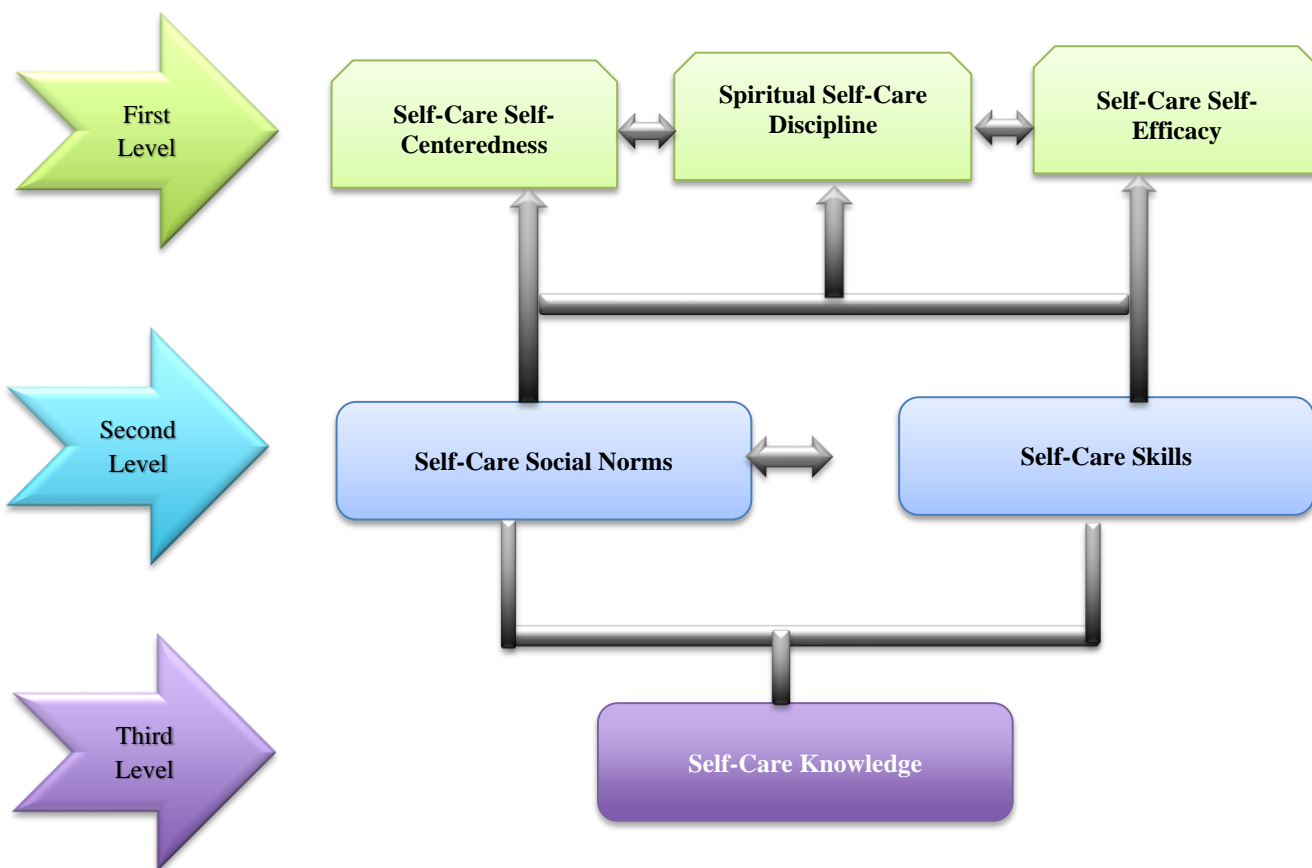 First
Level
Self-Care Self-
Centeredness
Spiritual Self-Care
Discipline
Self-Care Self-
Efficacy
Second
Level
Self-Care Social Norms
Self-Care Skills
Third
Level
Self-Care Knowledge